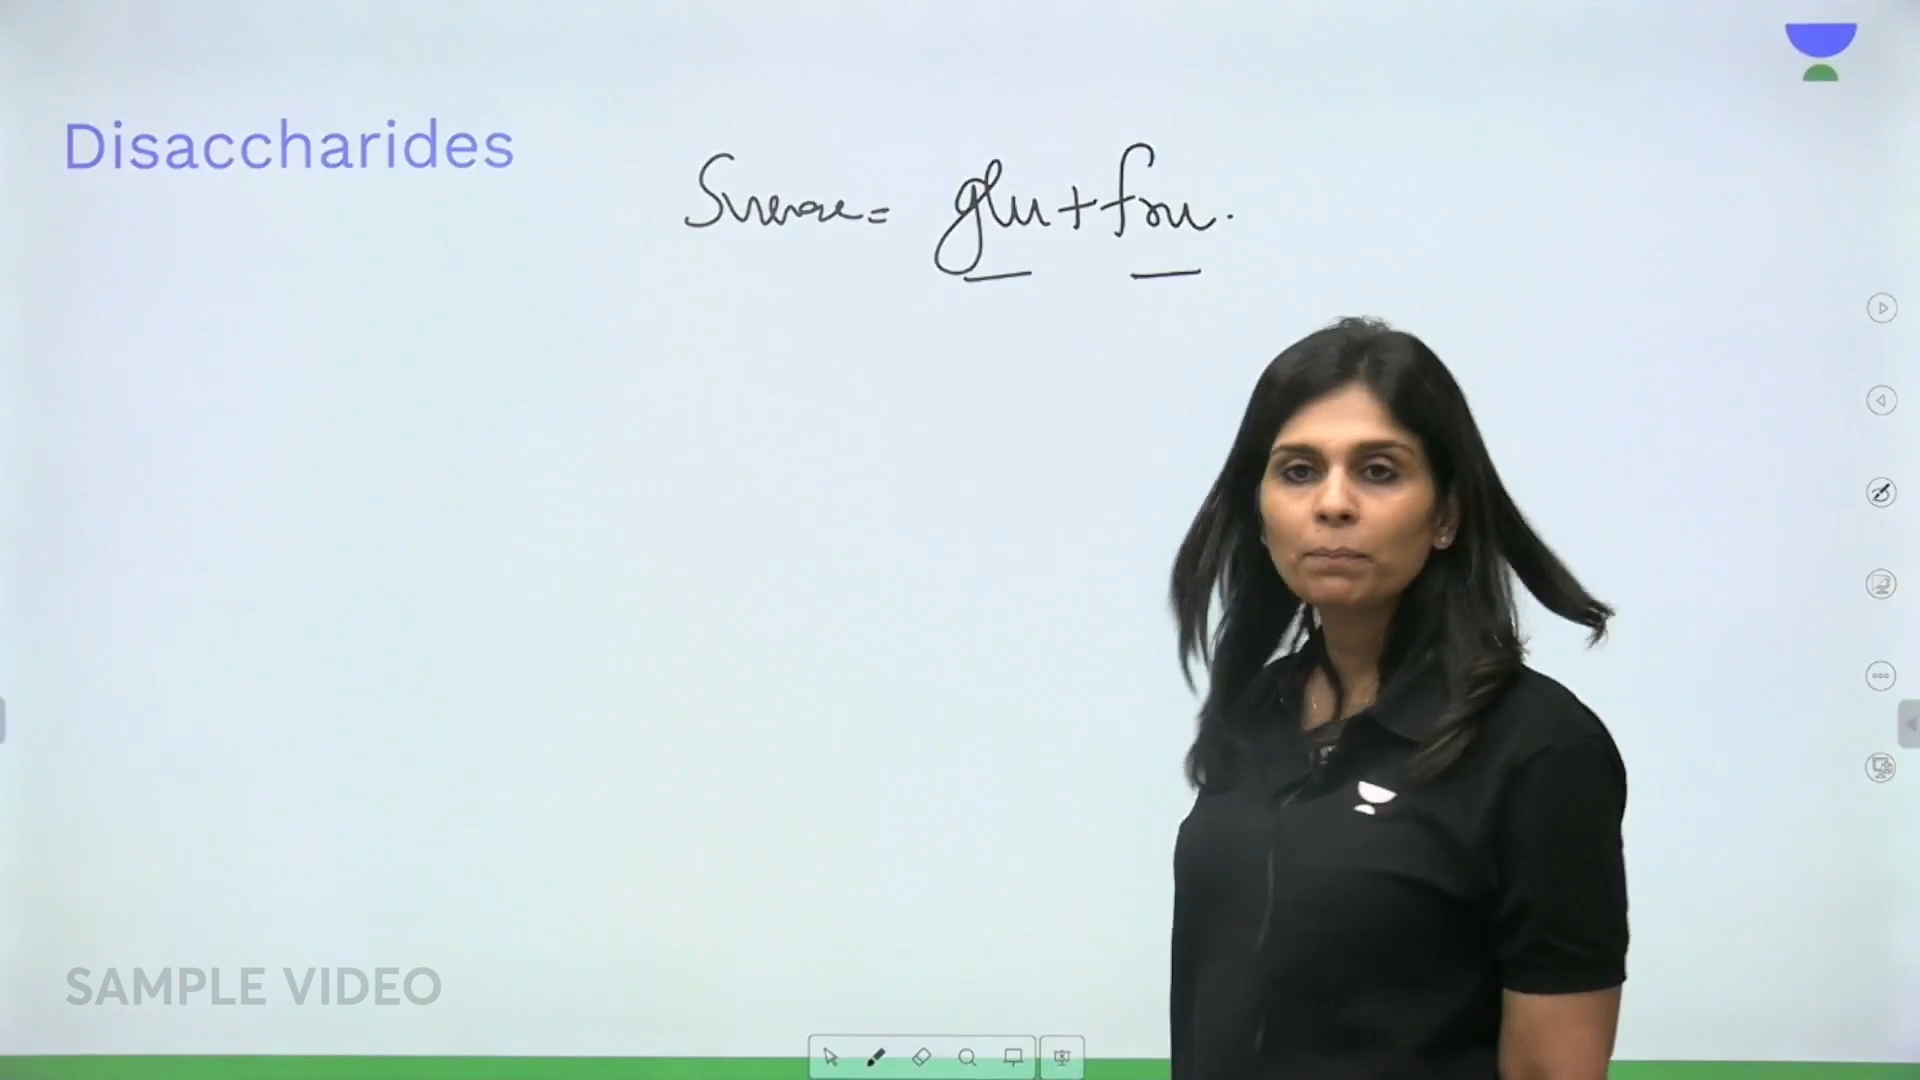 Disaccharides
Sucrose = glu + fru.
SAMPLE VIDEO